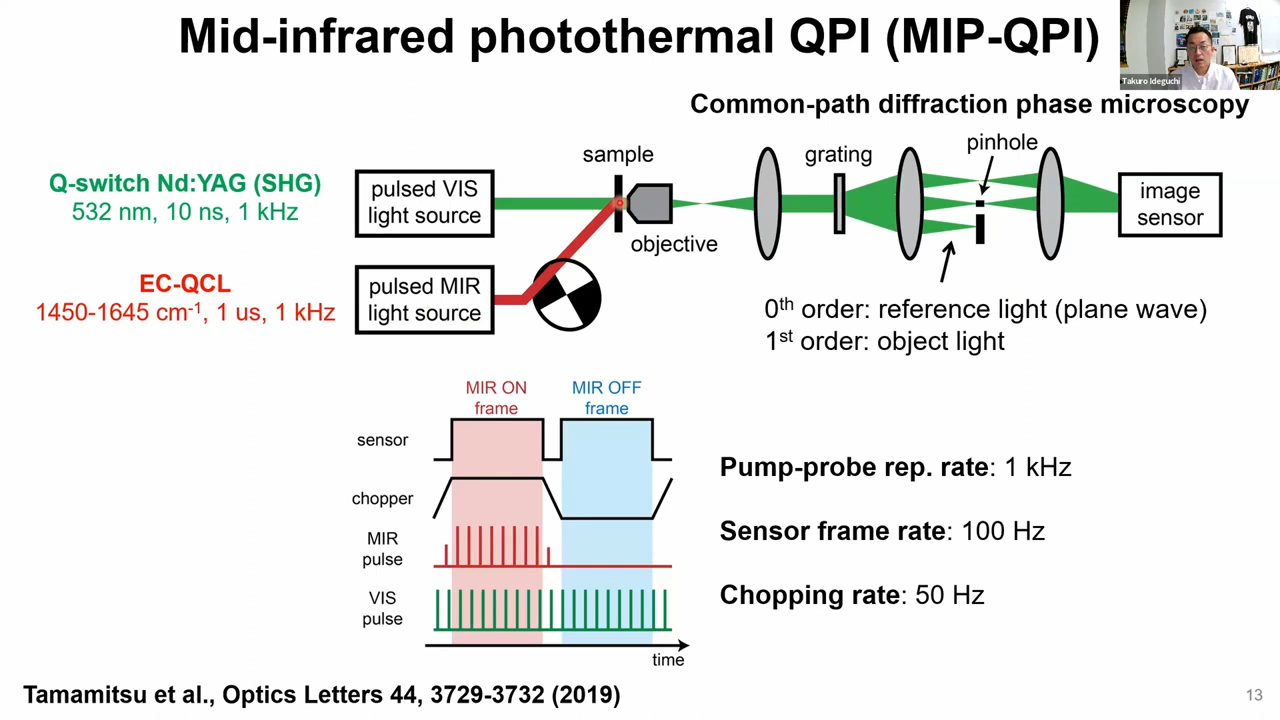 Mid-infrared photothermal QPI (MIP-QPI)
Takuro Ideguchi
Common-path diffraction phase microscopy
Q-switch Nd:YAG (SHG)
532 nm, 10 ns, 1 kHz
pulsed VIS
light source
sample
objective
grating
pinhole
image
sensor
EC-QCL
1450-1645 cm-1, 1 us, 1 kHz
pulsed MIR
light source
0th order: reference light (plane wave)
1st order: object light
MIR ON
frame
MIR OFF
frame
sensor
chopper
MIR
pulse
VIS
pulse
time
Pump-probe rep. rate: 1 kHz
Sensor frame rate: 100 Hz
Chopping rate: 50 Hz
Tamamitsu et al., Optics Letters 44, 3729-3732 (2019)
13